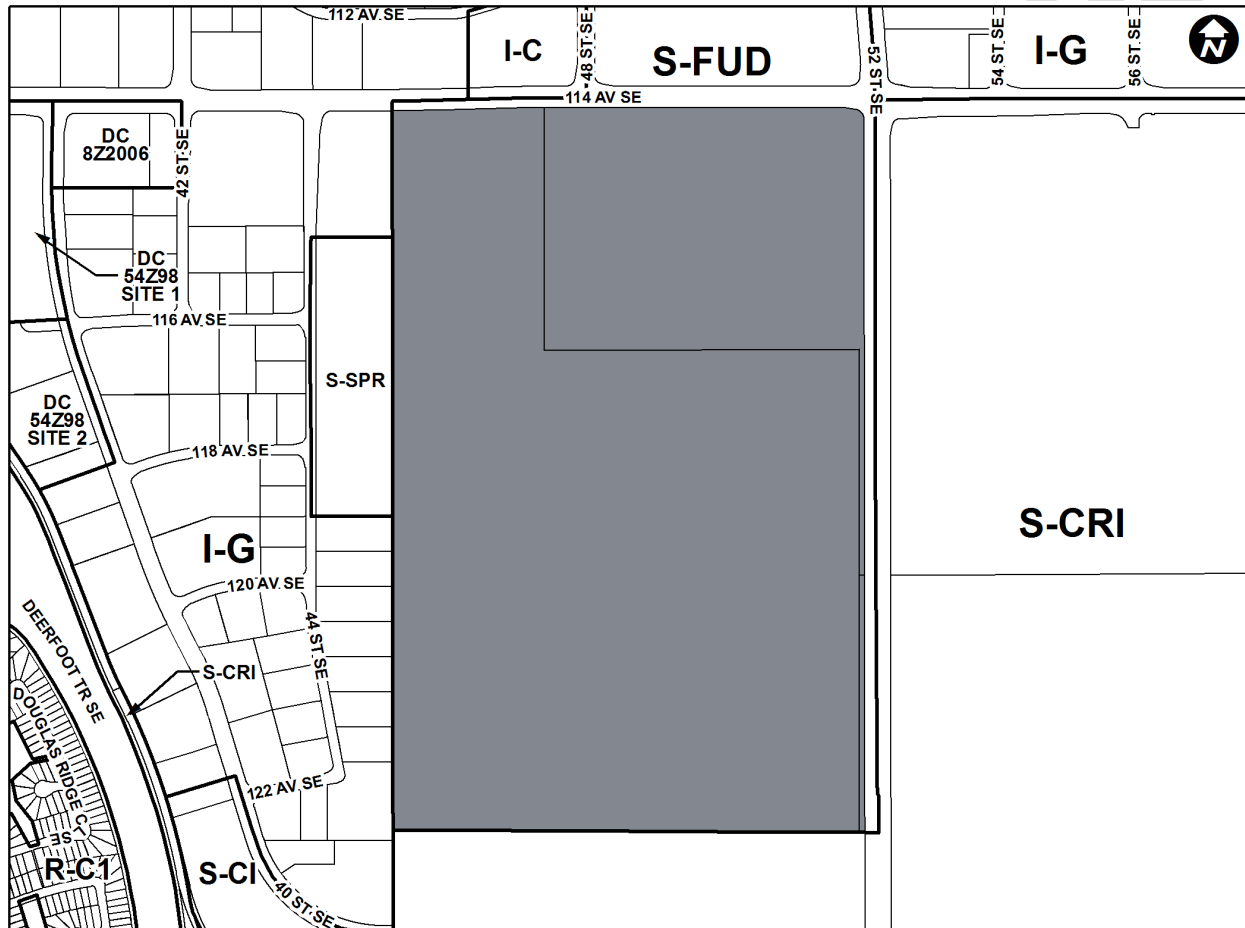 112 AV SE
I-C
48 ST SE
S-FUD
52 ST SE
54 ST SE
I-G
56 ST SE
N
114 AV SE
DC
8Z2006
42 ST SE
DC
54Z98
SITE 1
116 AV SE
S-SPR
DC
54Z98
SITE 2
118 AV SE
S-CRI
I-G
120 AV SE
44 ST SE
DEERFOOT TR SE
S-CRI
DOUGLAS RIDGE CL SE
122 AV SE
R-C1
S-CI
40 ST SE